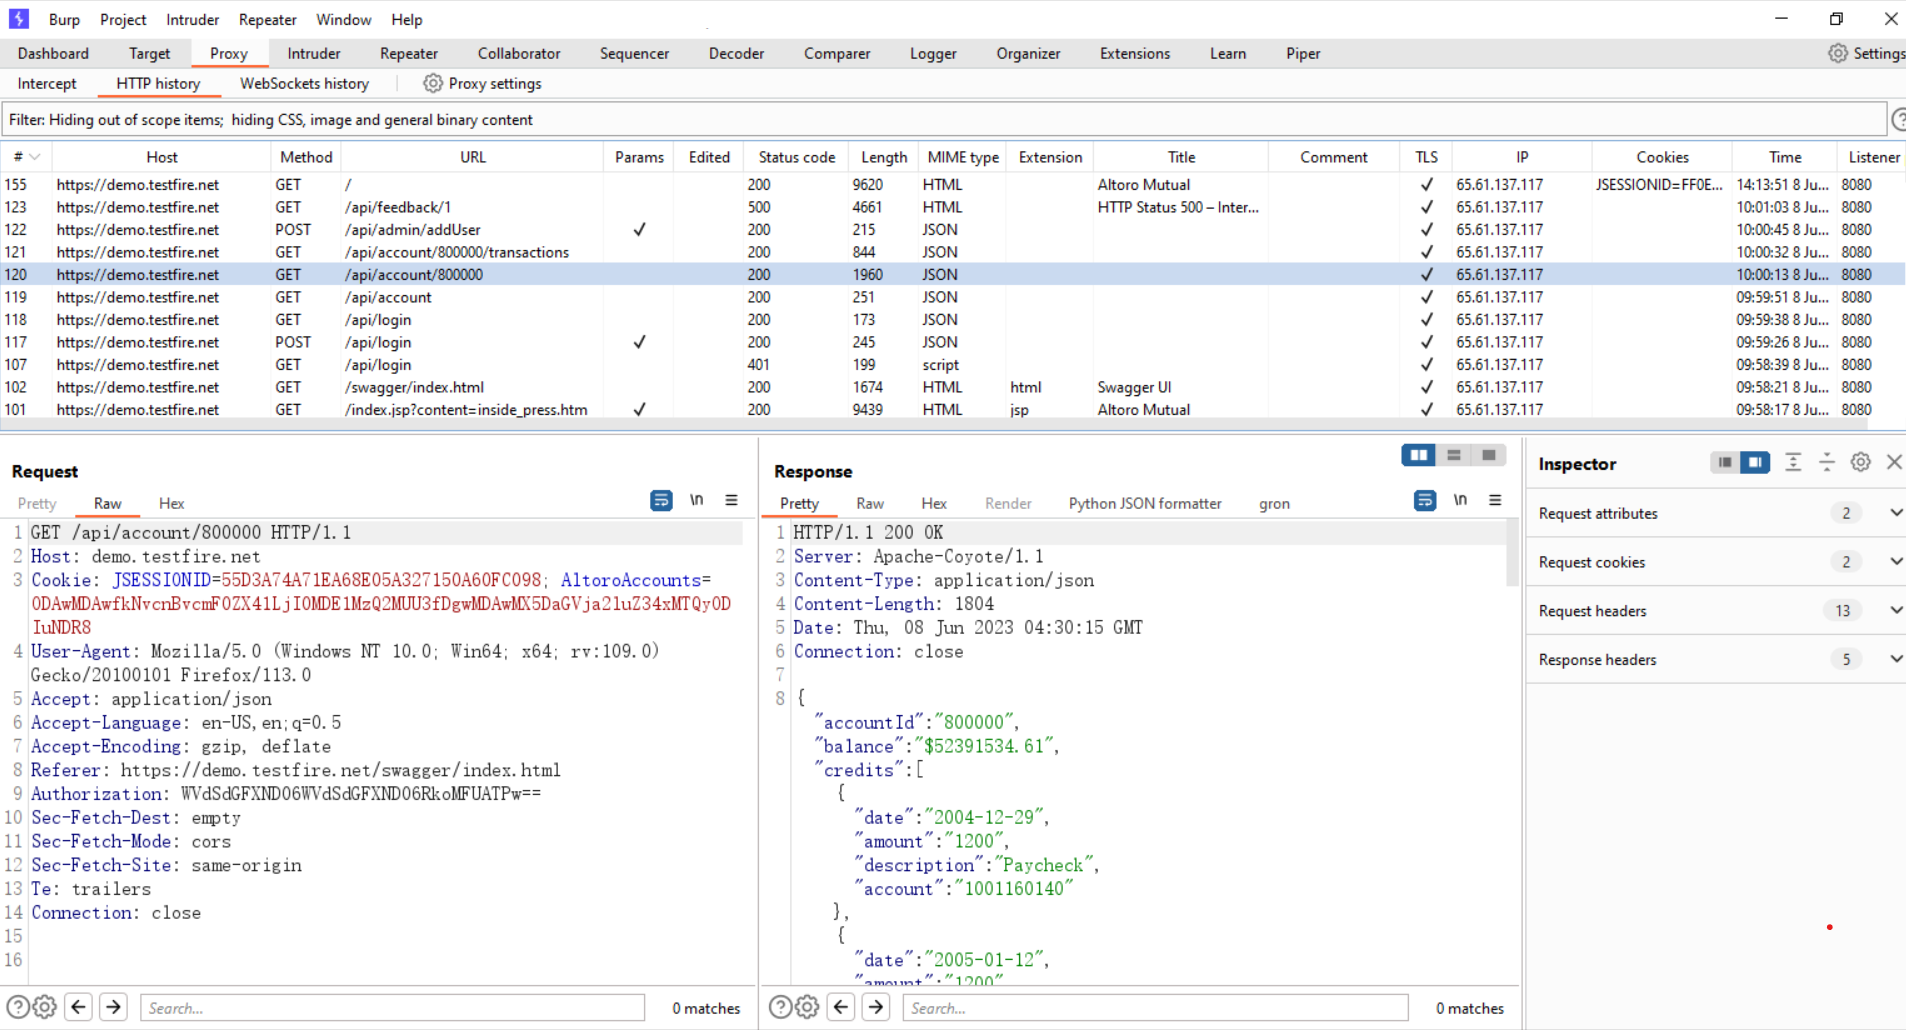 Burp Project Intruder Repeater Window Help
Dashboard Target Proxy Intruder Repeater Collaborator Sequencer Decoder Comparer Logger Organizer Extensions Learn Piper Settings
Intercept HTTP history WebSockets history Proxy settings
Filter: Hiding out of scope items; hiding CSS, image and general binary content
# Host Method URL Params Edited Status code Length MIME type Extension Title Comment TLS IP Cookies Time Listener
155 https://demo.testfire.net GET / 200 9620 HTML Altoro Mutual ✓ 65.61.137.117 JSESSIONID=FF0E... 14:13:51 8 Ju... 8080
123 https://demo.testfire.net GET /api/feedback/1 500 4661 HTML HTTP Status 500 – Inter... ✓ 65.61.137.117 10:01:03 8 Ju... 8080
122 https://demo.testfire.net POST /api/admin/addUser ✓ 200 215 JSON ✓ 65.61.137.117 10:00:45 8 Ju... 8080
121 https://demo.testfire.net GET /api/account/800000/transactions 200 844 JSON ✓ 65.61.137.117 10:00:32 8 Ju... 8080
120 https://demo.testfire.net GET /api/account/800000 200 1960 JSON ✓ 65.61.137.117 10:00:13 8 Ju... 8080
119 https://demo.testfire.net GET /api/account 200 251 JSON ✓ 65.61.137.117 09:59:51 8 Ju... 8080
118 https://demo.testfire.net GET /api/login 200 173 JSON ✓ 65.61.137.117 09:59:38 8 Ju... 8080
117 https://demo.testfire.net POST /api/login ✓ 200 245 JSON ✓ 65.61.137.117 09:59:26 8 Ju... 8080
107 https://demo.testfire.net GET /api/login 401 199 script ✓ 65.61.137.117 09:58:39 8 Ju... 8080
102 https://demo.testfire.net GET /swagger/index.html 200 1674 HTML html Swagger UI ✓ 65.61.137.117 09:58:21 8 Ju... 8080
101 https://demo.testfire.net GET /index.jsp?content=inside_press.htm ✓ 200 9439 HTML jsp Altoro Mutual ✓ 65.61.137.117 09:58:17 8 Ju... 8080
Request
Pretty Raw Hex \n
1 GET /api/account/800000 HTTP/1.1
2 Host: demo.testfire.net
3 Cookie: JSESSIONID=55D3A74A71EA68E05A327150A60FC098; AltoroAccounts=
ODAwMDAwfkNvcnBvcmF0ZX41LjI0MDE1MzQ2MUU3fDgwMDAwMX5DaGVja2luZ34xMTQyOD
IuNDR8
4 User-Agent: Mozilla/5.0 (Windows NT 10.0; Win64; x64; rv:109.0)
Gecko/20100101 Firefox/113.0
5 Accept: application/json
6 Accept-Language: en-US,en;q=0.5
7 Accept-Encoding: gzip, deflate
8 Referer: https://demo.testfire.net/swagger/index.html
9 Authorization: WVdSdGFXND06WVdSdGFXND06RkoMFUATPw==
10 Sec-Fetch-Dest: empty
11 Sec-Fetch-Mode: cors
12 Sec-Fetch-Site: same-origin
13 Te: trailers
14 Connection: close
15
16
Search... 0 matches
Response
Pretty Raw Hex Render Python JSON formatter gron \n
1 HTTP/1.1 200 OK
2 Server: Apache-Coyote/1.1
3 Content-Type: application/json
4 Content-Length: 1804
5 Date: Thu, 08 Jun 2023 04:30:15 GMT
6 Connection: close
7
8 {
"accountId":"800000",
"balance":"$52391534.61",
"credits":[
{
"date":"2004-12-29",
"amount":"1200",
"description":"Paycheck",
"account":"1001160140"
},
{
"date":"2005-01-12",
"amount":"1200"
Search... 0 matches
Inspector
Request attributes 2
Request cookies 2
Request headers 13
Response headers 5